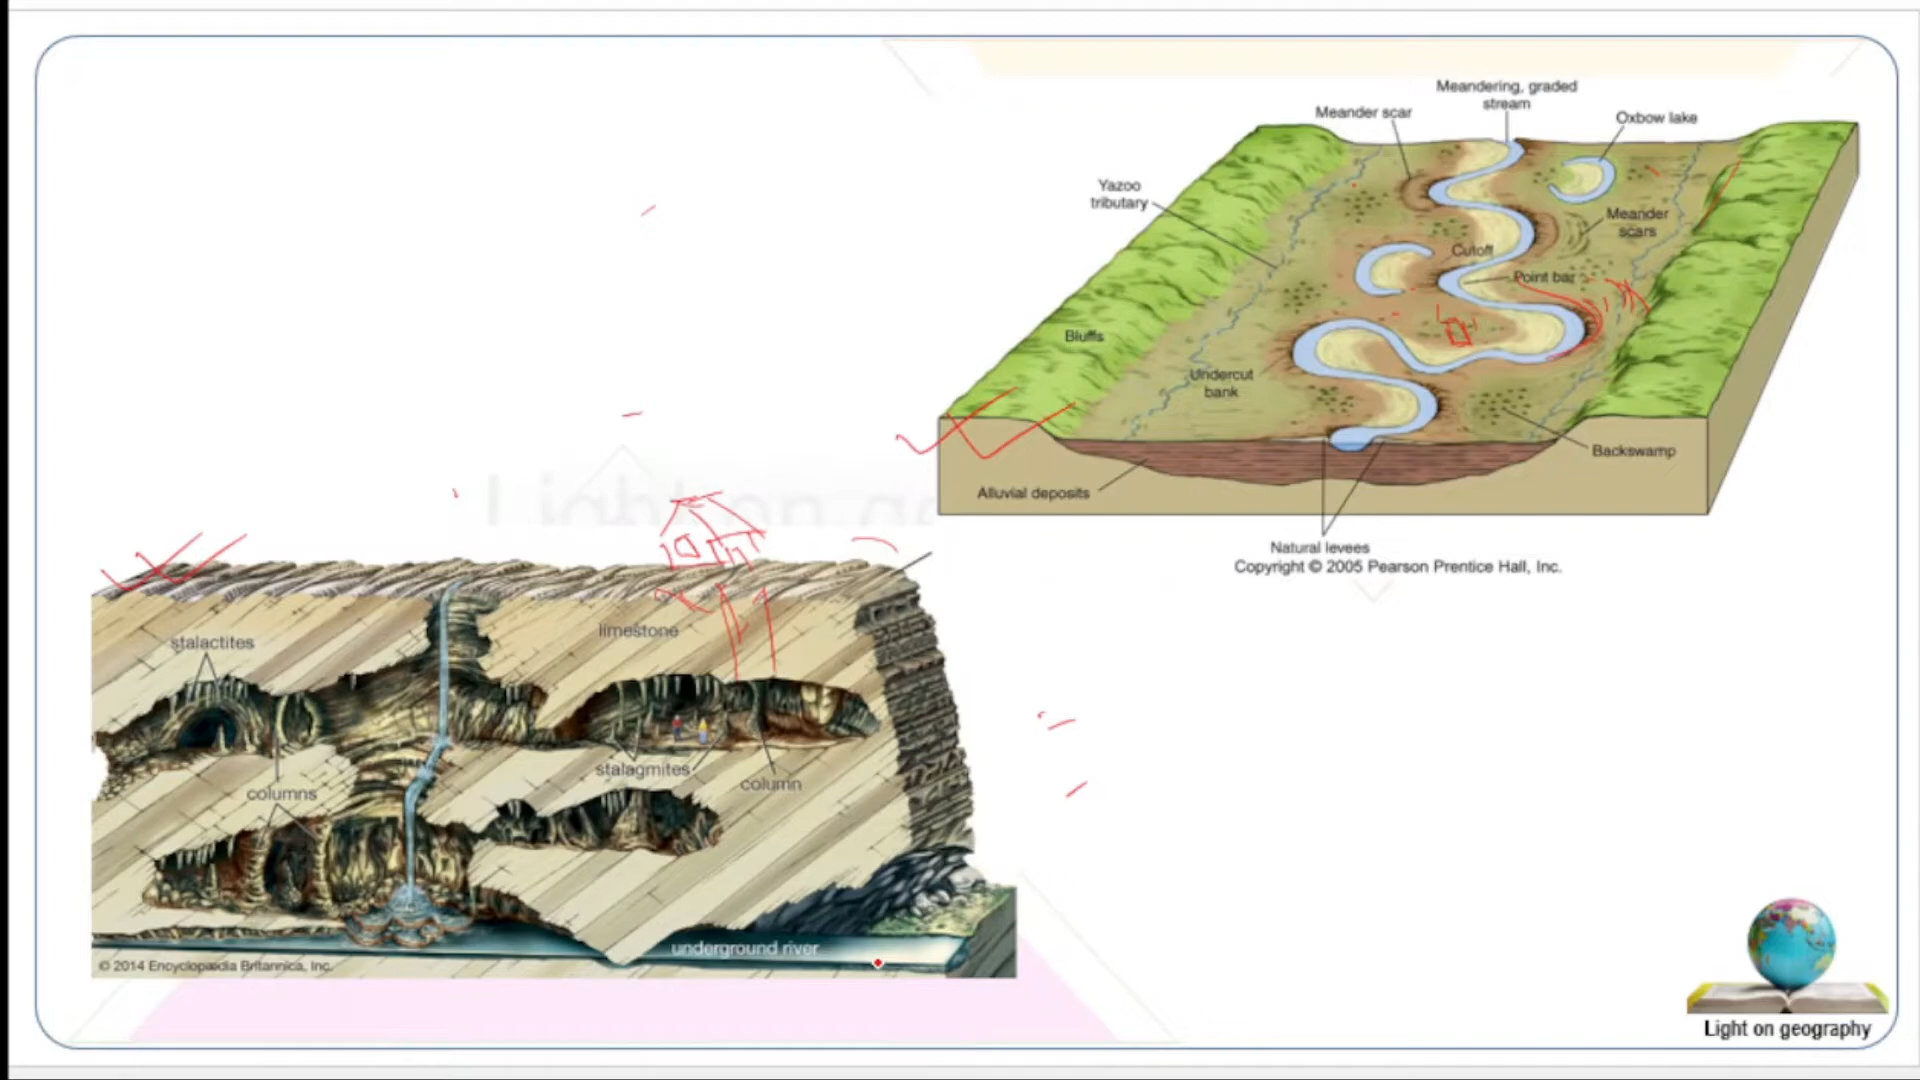 Meandering, graded
stream
Meander scar
Oxbow lake
Yazoo
tributary
Meander
scars
Cutoff
Point bar
Bluffs
Undercut
bank
Backswamp
Alluvial deposits
Natural levees
Copyright © 2005 Pearson Prentice Hall, Inc.
limestone
stalactites
stalagmites
column
columns
underground river
© 2014 Encyclopædia Britannica, Inc.
Light on geography